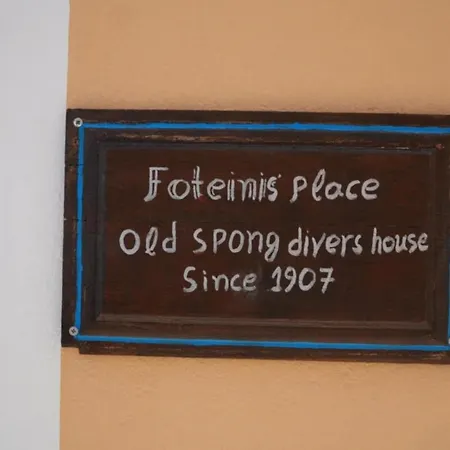 Foteinis place
Old spong divers house
Since 1907